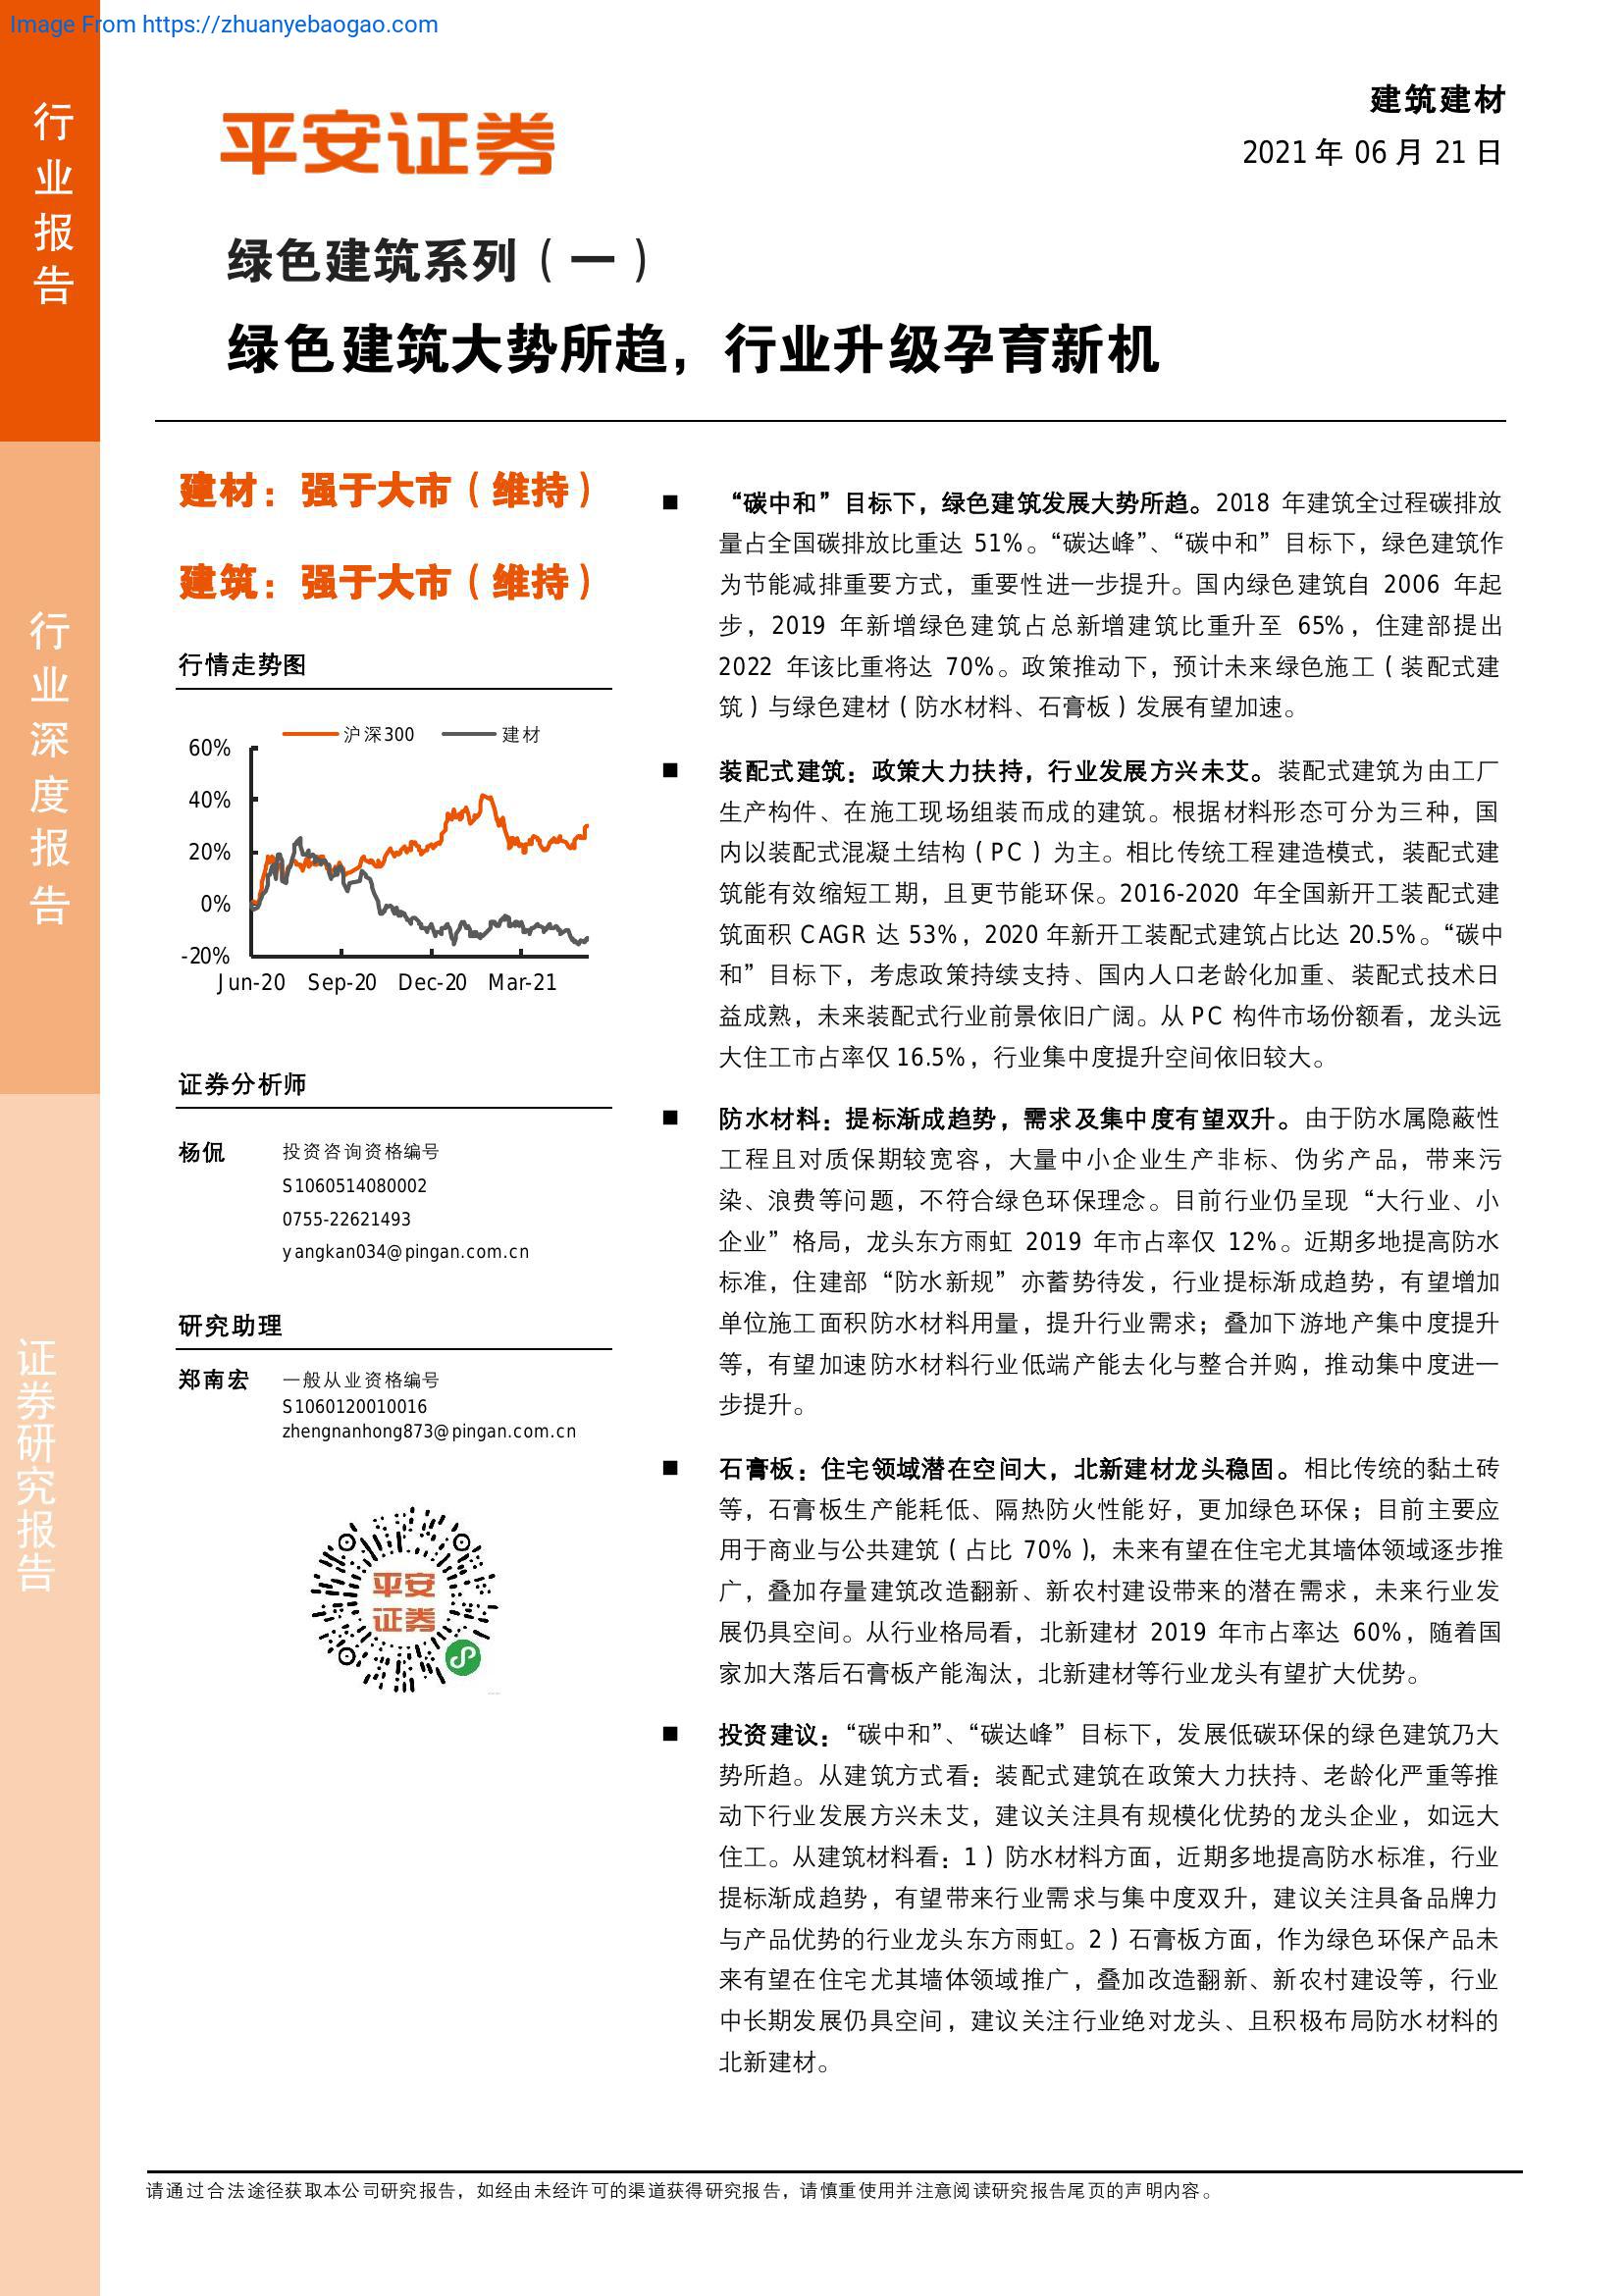 Image From https://zhuanyebaogao.com
行业报告
行业深度报告
证券研究报告
平安证券
建筑建材
2021 年 06 月 21 日
绿色建筑系列（一）
绿色建筑大势所趋，行业升级孕育新机
建材：强于大市（维持）
建筑：强于大市（维持）
行情走势图
沪深300 建材
60%
40%
20%
0%
-20%
Jun-20 Sep-20 Dec-20 Mar-21
证券分析师
杨侃 投资咨询资格编号
S1060514080002
0755-22621493
yangkan034@pingan.com.cn
研究助理
郑南宏 一般从业资格编号
S1060120010016
zhengnanhong873@pingan.com.cn
平安
证券
■ “碳中和”目标下，绿色建筑发展大势所趋。2018 年建筑全过程碳排放
量占全国碳排放比重达 51%。“碳达峰”、“碳中和”目标下，绿色建筑作
为节能减排重要方式，重要性进一步提升。国内绿色建筑自 2006 年起
步，2019 年新增绿色建筑占总新增建筑比重升至 65%，住建部提出
2022 年该比重将达 70%。政策推动下，预计未来绿色施工（装配式建
筑）与绿色建材（防水材料、石膏板）发展有望加速。
■ 装配式建筑：政策大力扶持，行业发展方兴未艾。装配式建筑为由工厂
生产构件、在施工现场组装而成的建筑。根据材料形态可分为三种，国
内以装配式混凝土结构（PC）为主。相比传统工程建造模式，装配式建
筑能有效缩短工期，且更节能环保。2016-2020 年全国新开工装配式建
筑面积 CAGR 达 53%，2020 年新开工装配式建筑占比达 20.5%。“碳中
和”目标下，考虑政策持续支持、国内人口老龄化加重、装配式技术日
益成熟，未来装配式行业前景依旧广阔。从 PC 构件市场份额看，龙头远
大住工市占率仅 16.5%，行业集中度提升空间依旧较大。
■ 防水材料：提标渐成趋势，需求及集中度有望双升。由于防水属隐蔽性
工程且对质保期较宽容，大量中小企业生产非标、伪劣产品，带来污
染、浪费等问题，不符合绿色环保理念。目前行业仍呈现“大行业、小
企业”格局，龙头东方雨虹 2019 年市占率仅 12%。近期多地提高防水
标准，住建部“防水新规”亦蓄势待发，行业提标渐成趋势，有望增加
单位施工面积防水材料用量，提升行业需求；叠加下游地产集中度提升
等，有望加速防水材料行业低端产能去化与整合并购，推动集中度进一
步提升。
■ 石膏板：住宅领域潜在空间大，北新建材龙头稳固。相比传统的黏土砖
等，石膏板生产能耗低、隔热防火性能好，更加绿色环保；目前主要应
用于商业与公共建筑（占比 70%），未来有望在住宅尤其墙体领域逐步推
广，叠加存量建筑改造翻新、新农村建设带来的潜在需求，未来行业发
展仍具空间。从行业格局看，北新建材 2019 年市占率达 60%，随着国
家加大落后石膏板产能淘汰，北新建材等行业龙头有望扩大优势。
■ 投资建议：“碳中和”、“碳达峰”目标下，发展低碳环保的绿色建筑乃大
势所趋。从建筑方式看：装配式建筑在政策大力扶持、老龄化严重等推
动下行业发展方兴未艾，建议关注具有规模化优势的龙头企业，如远大
住工。从建筑材料看：1）防水材料方面，近期多地提高防水标准，行业
提标渐成趋势，有望带来行业需求与集中度双升，建议关注具备品牌力
与产品优势的行业龙头东方雨虹。2）石膏板方面，作为绿色环保产品未
来有望在住宅尤其墙体领域推广，叠加改造翻新、新农村建设等，行业
中长期发展仍具空间，建议关注行业绝对龙头、且积极布局防水材料的
北新建材。
请通过合法途径获取本公司研究报告，如经由未经许可的渠道获得研究报告，请慎重使用并注意阅读研究报告尾页的声明内容。